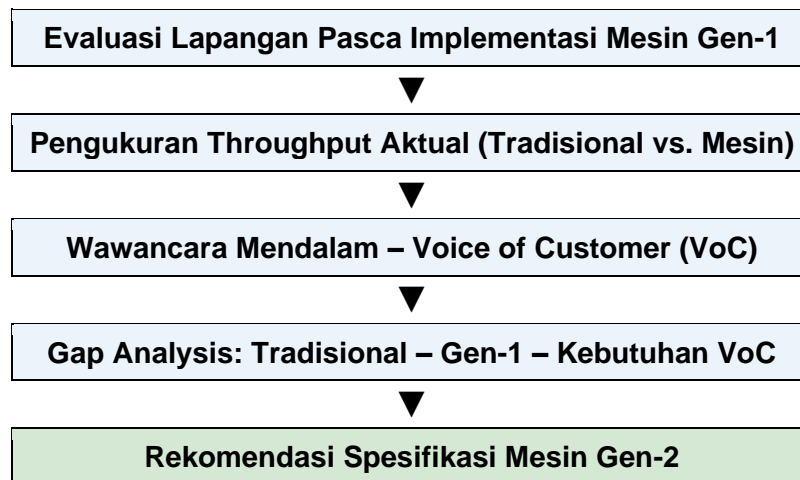 Evaluasi Lapangan Pasca Implementasi Mesin Gen-1
Pengukuran Throughput Aktual (Tradisional vs. Mesin)
Wawancara Mendalam – Voice of Customer (VoC)
Gap Analysis: Tradisional – Gen-1 – Kebutuhan VoC
Rekomendasi Spesifikasi Mesin Gen-2